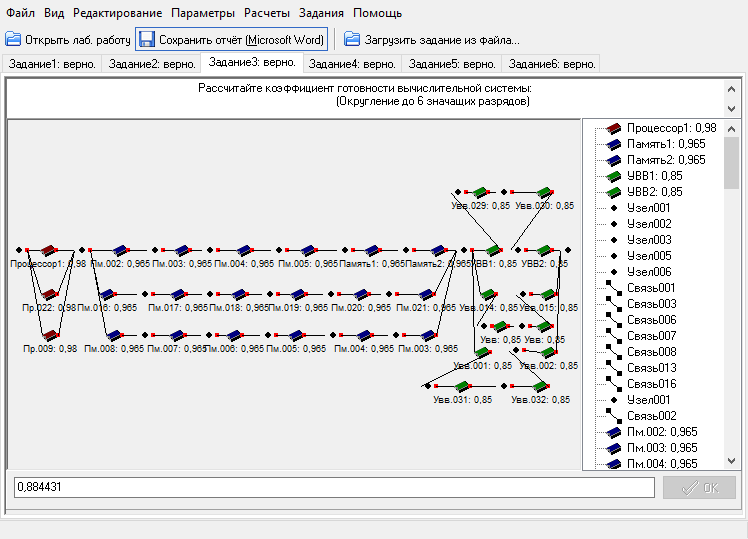 Файл Вид Редактирование Параметры Расчеты Задания Помощь
Открыть лаб. работу Сохранить отчёт (Microsoft Word) Загрузить задание из файла...
Задание1: верно. Задание2: верно. Задание3: верно. Задание4: верно. Задание5: верно. Задание6: верно.
Рассчитайте коэффициент готовности вычислительной системы:
(Округление до 6 значащих разрядов)
Увв.029: 0,85 Увв.030: 0,85
Процессор1: 0,98 Пм.002: 0,965 Пм.003: 0,965 Пм.004: 0,965 Пм.005: 0,965 Память1: 0,965 Память2: 0,965 УВВ1: 0,85 УВВ2: 0,85
Пр.022: 0,98 Пм.016: 0,965 Пм.017: 0,965 Пм.018: 0,965 Пм.019: 0,965 Пм.020: 0,965 Пм.021: 0,965 Увв.014: 0,85 Увв.015: 0,85
Увв: 0,85 Увв: 0,85
Пр.009: 0,98 Пм.008: 0,965 Пм.007: 0,965 Пм.006: 0,965 Пм.005: 0,965 Пм.004: 0,965 Пм.003: 0,965
Увв.001: 0,85 Увв.002: 0,85
Увв.031: 0,85 Увв.032: 0,85
Процессор1: 0,98
Память1: 0,965
Память2: 0,965
УВВ1: 0,85
УВВ2: 0,85
Узел001
Узел002
Узел003
Узел005
Узел006
Связь001
Связь003
Связь006
Связь007
Связь008
Связь013
Связь016
Узел001
Связь002
Пм.002: 0,965
Пм.003: 0,965
Пм.004: 0,965
0,884431
OK